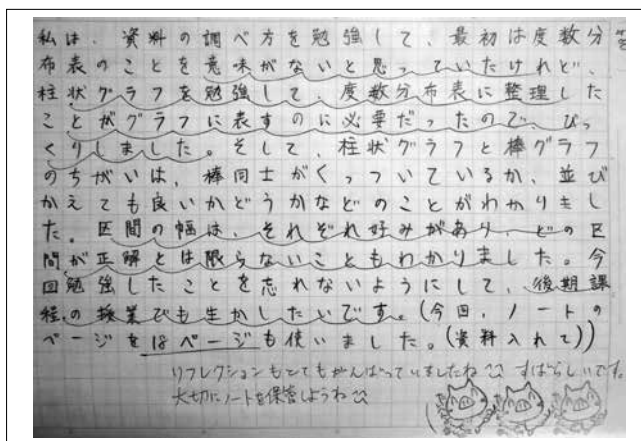 私は、資料の調べ方を勉強して、最初は度数分
布表のことを意味がないと思っていたけれど、
柱状グラフを勉強して、度数分布表に整理した
ことがグラフに表すのに必要だったので、びっ
くりしました。そして、柱状グラフと棒グラフ
のちがいは、棒同士がくっついているか、並び
かえても良いかどうかなどのことがわかりまし
た。区間の幅は、それぞれ好みがあり、どの区
間が正解とは限らないこともわかりました。今
回勉強したことを忘れないようにして、後期課
程の授業でも生かしたいです。(今回、ノートの
ページを18ページも使いました。(資料入れて))
リフレクションもとてもがんばっていましたね すばらしいです。
大切にノートを保管しようね